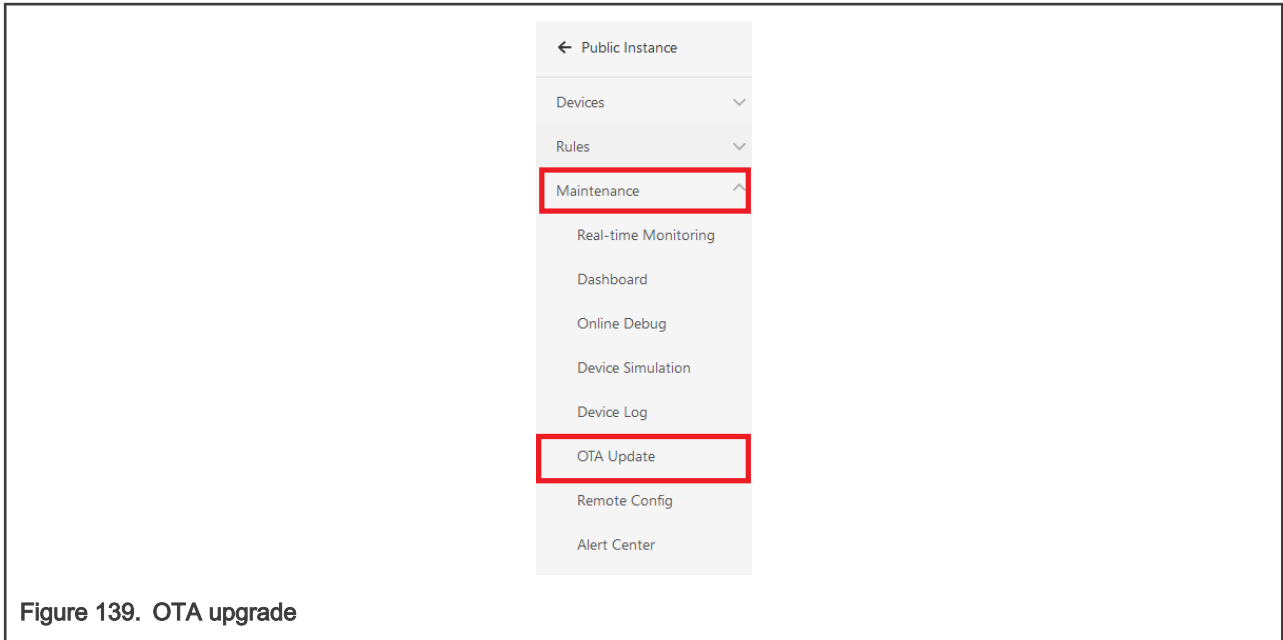 ← Public Instance
Devices
Rules
Maintenance
Real-time Monitoring
Dashboard
Online Debug
Device Simulation
Device Log
OTA Update
Remote Config
Alert Center
Figure 139. OTA upgrade